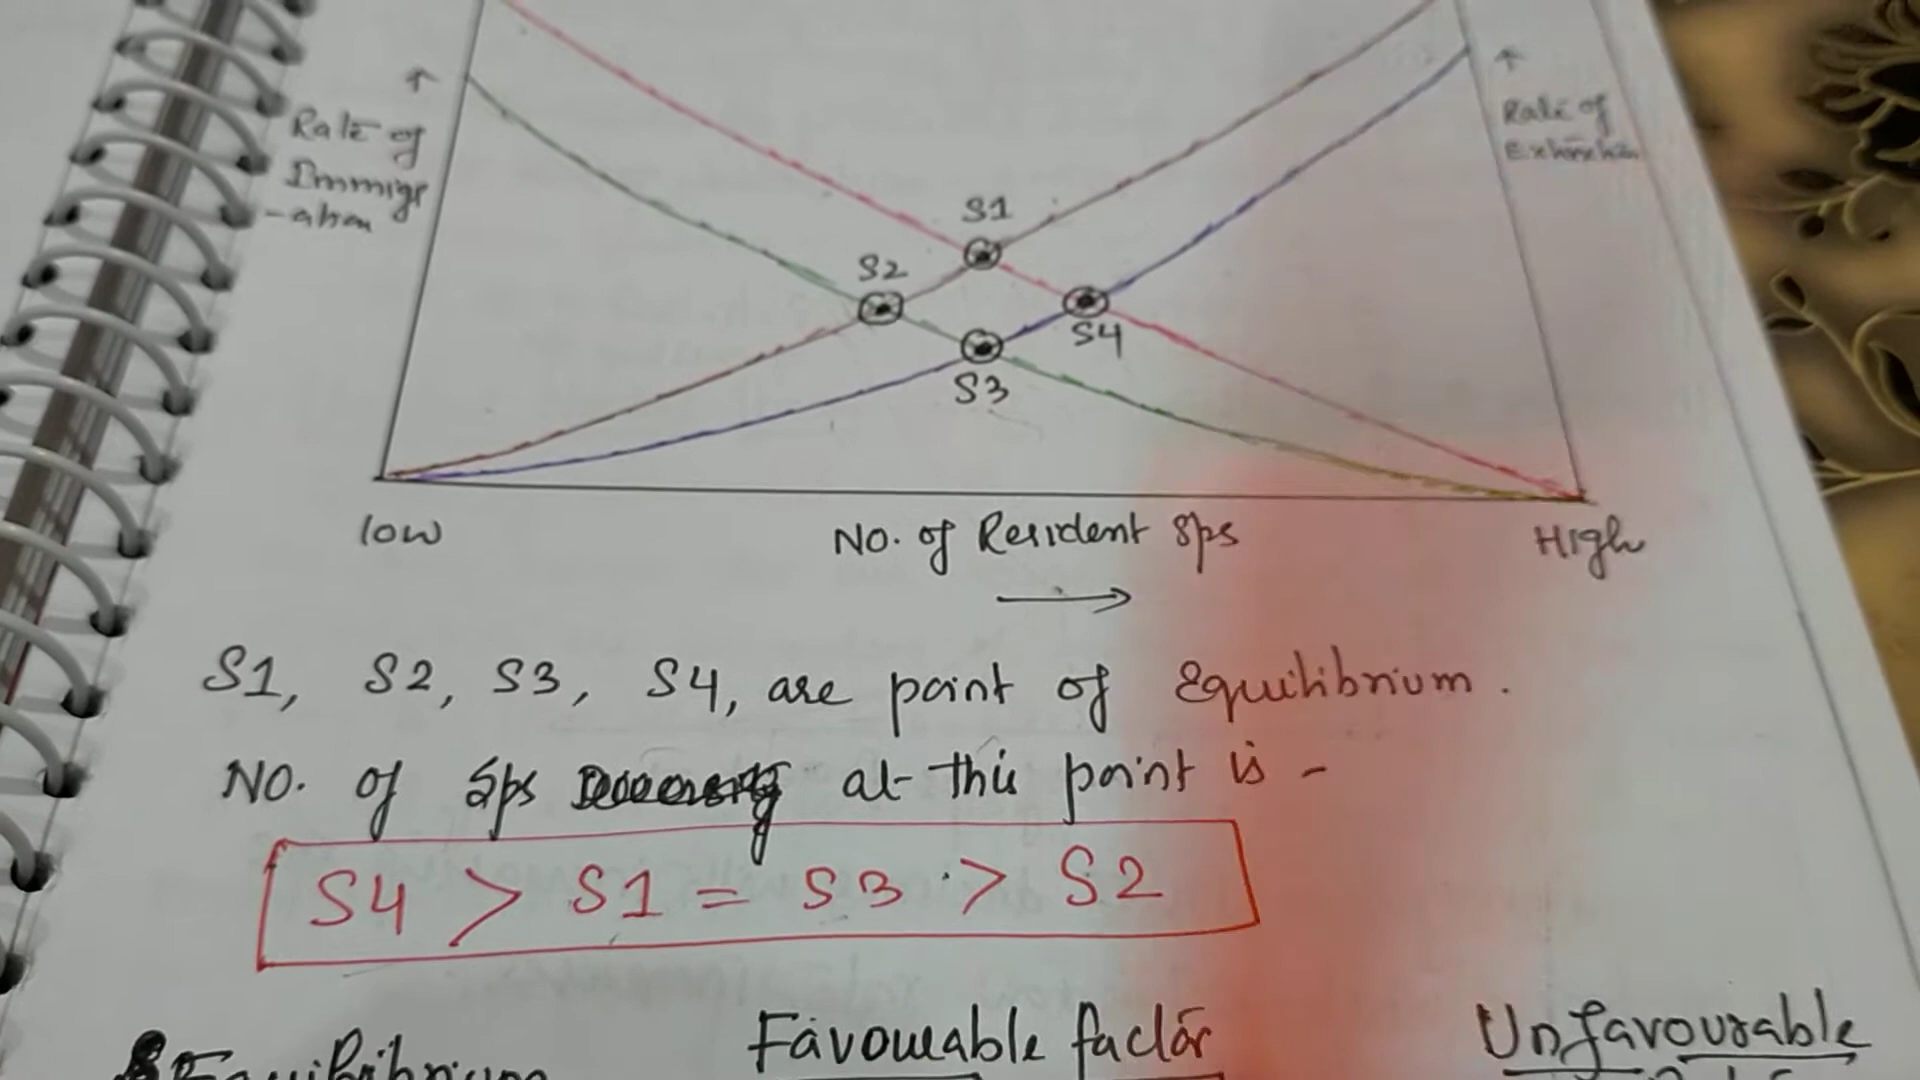 Rate of
Immigr
-ation
Rate of
Extinction
S1
S2
S4
S3
low
No. of Resident Sps
High
S1, S2, S3, S4, are point of Equilibrium.
No. of Sps at this point is -
S4 > S1 = S3 > S2
Equilibrium
Favourable factor
Unfavourable